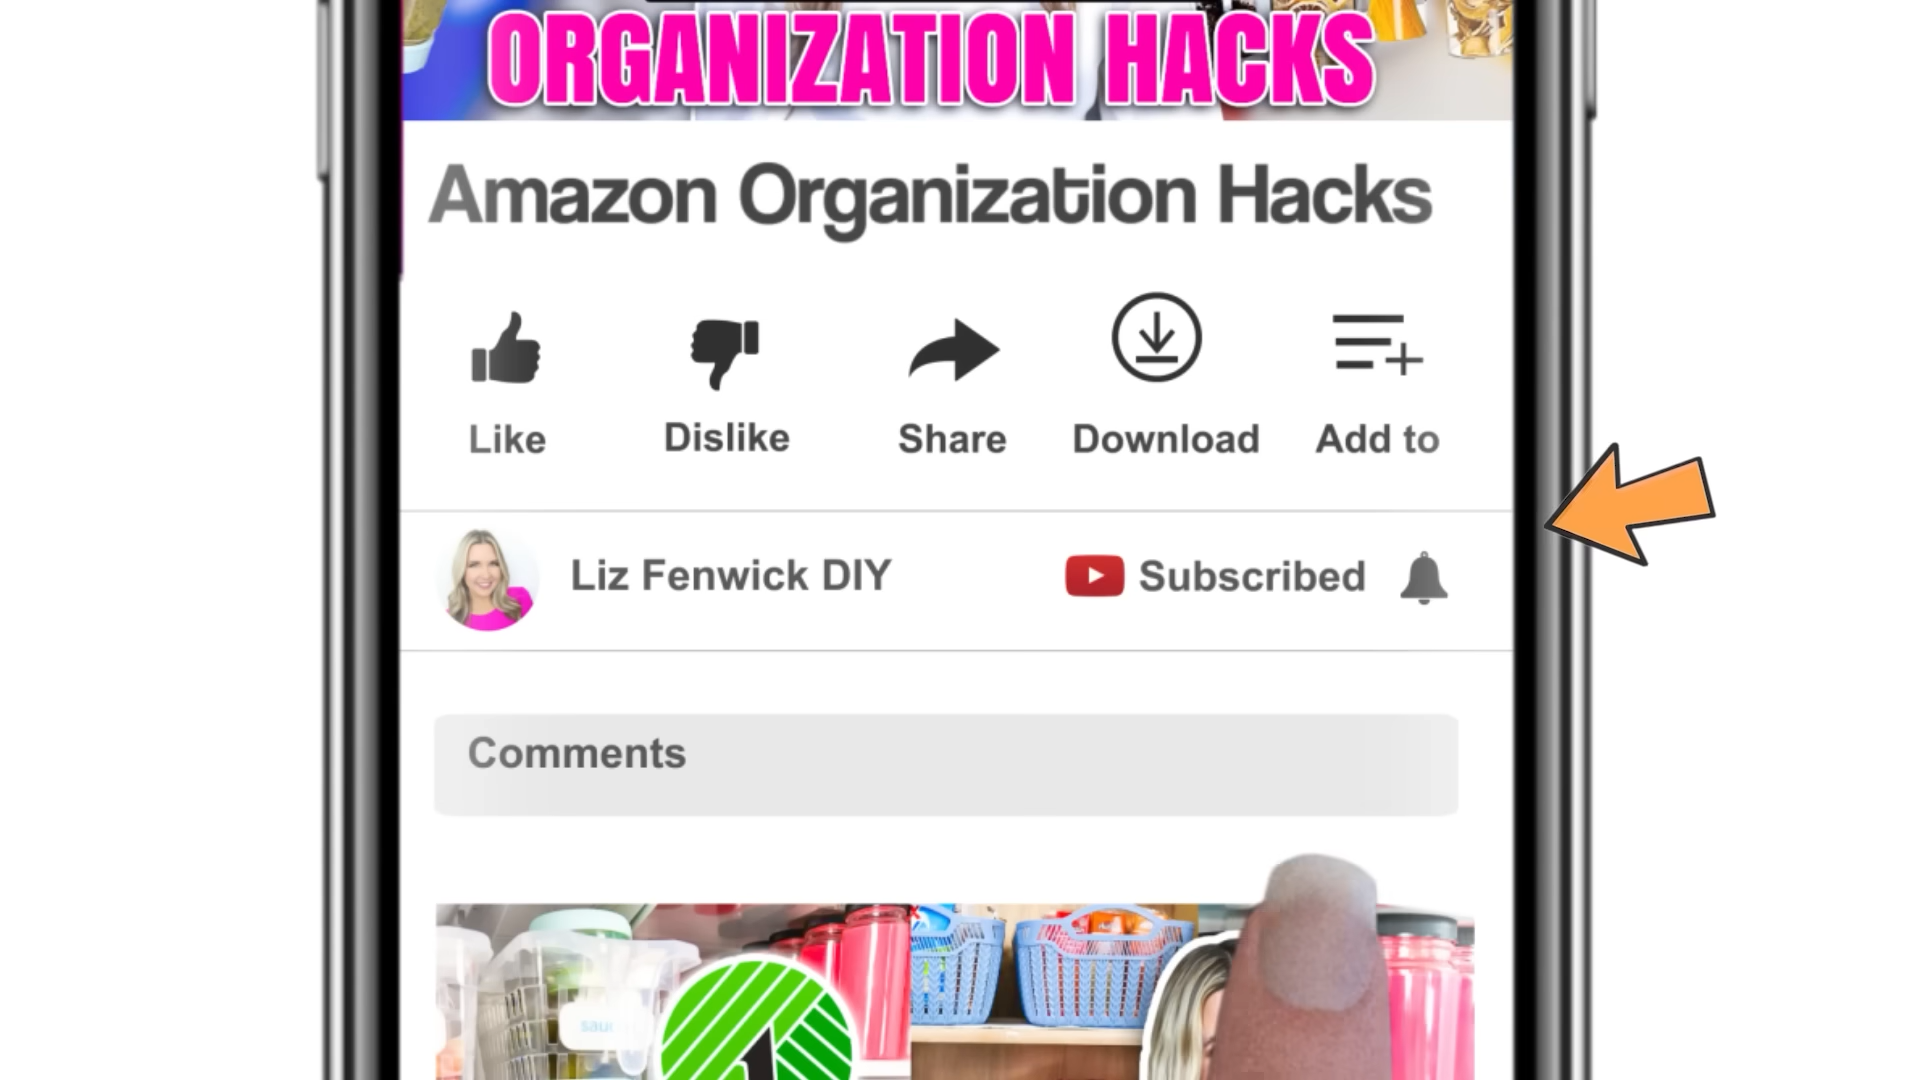 ORGANIZATION HACKS
Amazon Organization Hacks
Like Dislike Share Download Add to
Liz Fenwick DIY Subscribed
Comments